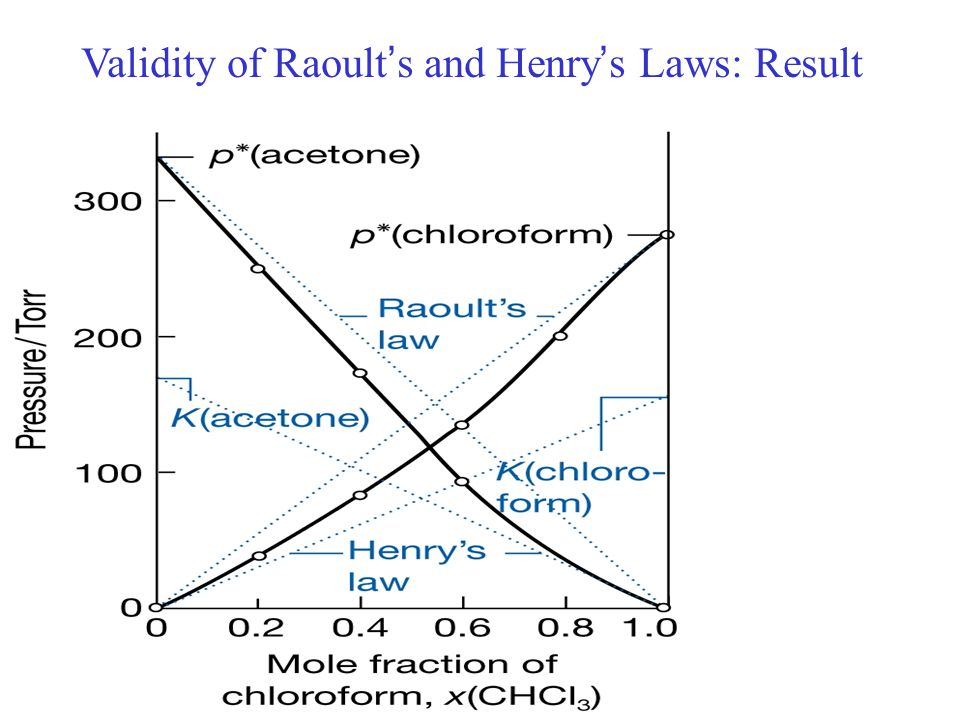 Validity of Raoult’s and Henry’s Laws: Result
p*(acetone)
300
p*(chloroform)
Raoult’s
law
200
Pressure/Torr
K(acetone)
100
K(chloro-
form)
Henry’s
law
0
0 0.2 0.4 0.6 0.8 1.0
Mole fraction of
chloroform, x(CHCl₃)